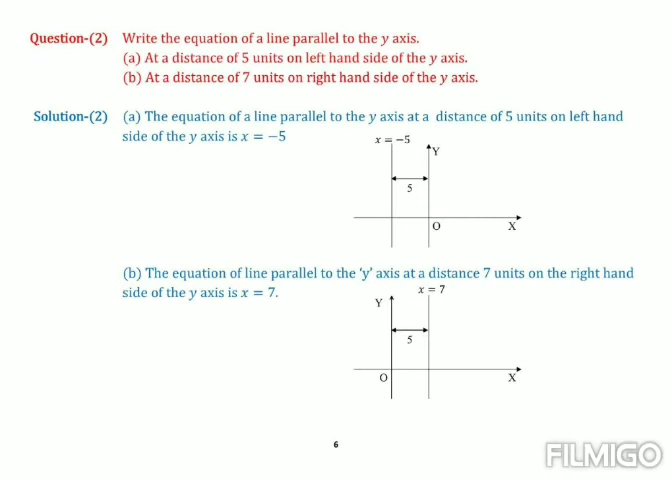 Question-(2) Write the equation of a line parallel to the y axis.
(a) At a distance of 5 units on left hand side of the y axis.
(b) At a distance of 7 units on right hand side of the y axis.
Solution-(2) (a) The equation of a line parallel to the y axis at a distance of 5 units on left hand
side of the y axis is x = −5
x = −5
Y
5
O
X
(b) The equation of line parallel to the ‘y’ axis at a distance 7 units on the right hand
side of the y axis is x = 7.
x = 7
Y
5
O
X
6
FILMIGO